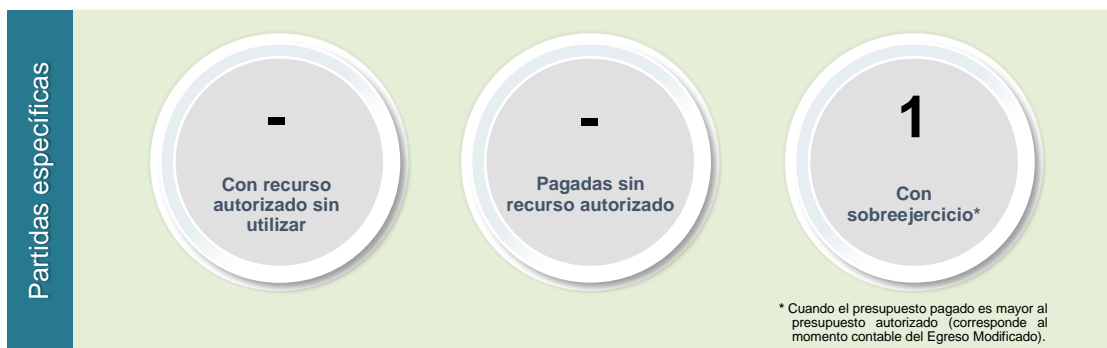 Partidas específicas
-
Con recurso
autorizado sin
utilizar
-
Pagadas sin
recurso autorizado
1
Con
sobreejercicio*
* Cuando el presupuesto pagado es mayor al
presupuesto autorizado (corresponde al
momento contable del Egreso Modificado).